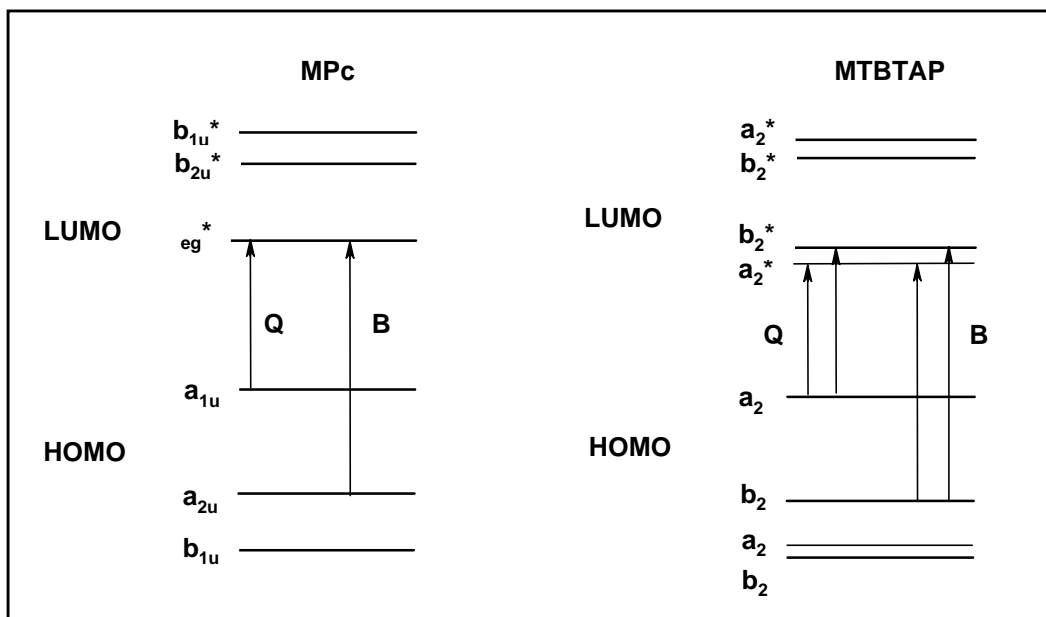 MPc
b1u*
b2u*
LUMO
eg*
Q
B
a1u
HOMO
a2u
b1u
MTBTAP
a2*
b2*
LUMO
b2*
a2*
Q
B
a2
HOMO
b2
a2
b2